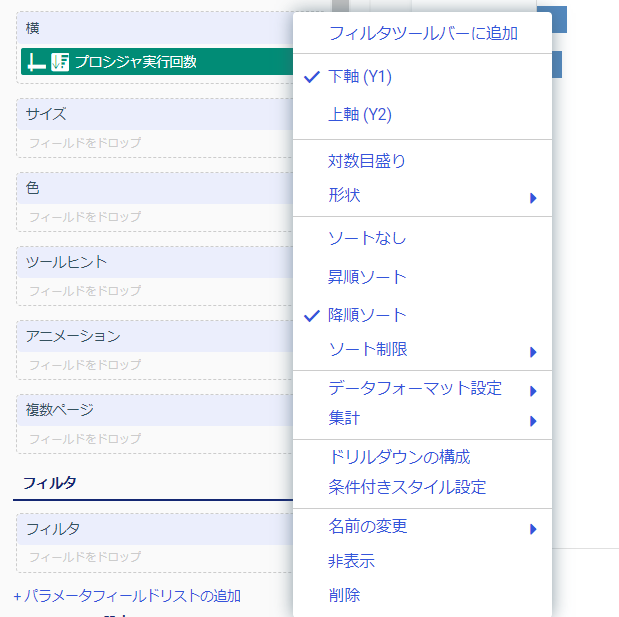 横
プロシジャ実行回数
サイズ
フィールドをドロップ
色
フィールドをドロップ
ツールヒント
フィールドをドロップ
アニメーション
フィールドをドロップ
複数ページ
フィールドをドロップ
フィルタ
フィルタ
フィールドをドロップ
+ パラメータフィールドリストの追加
フィルタツールバーに追加
下軸 (Y1)
上軸 (Y2)
対数目盛り
形状
ソートなし
昇順ソート
降順ソート
ソート制限
データフォーマット設定
集計
ドリルダウンの構成
条件付きスタイル設定
名前の変更
非表示
削除